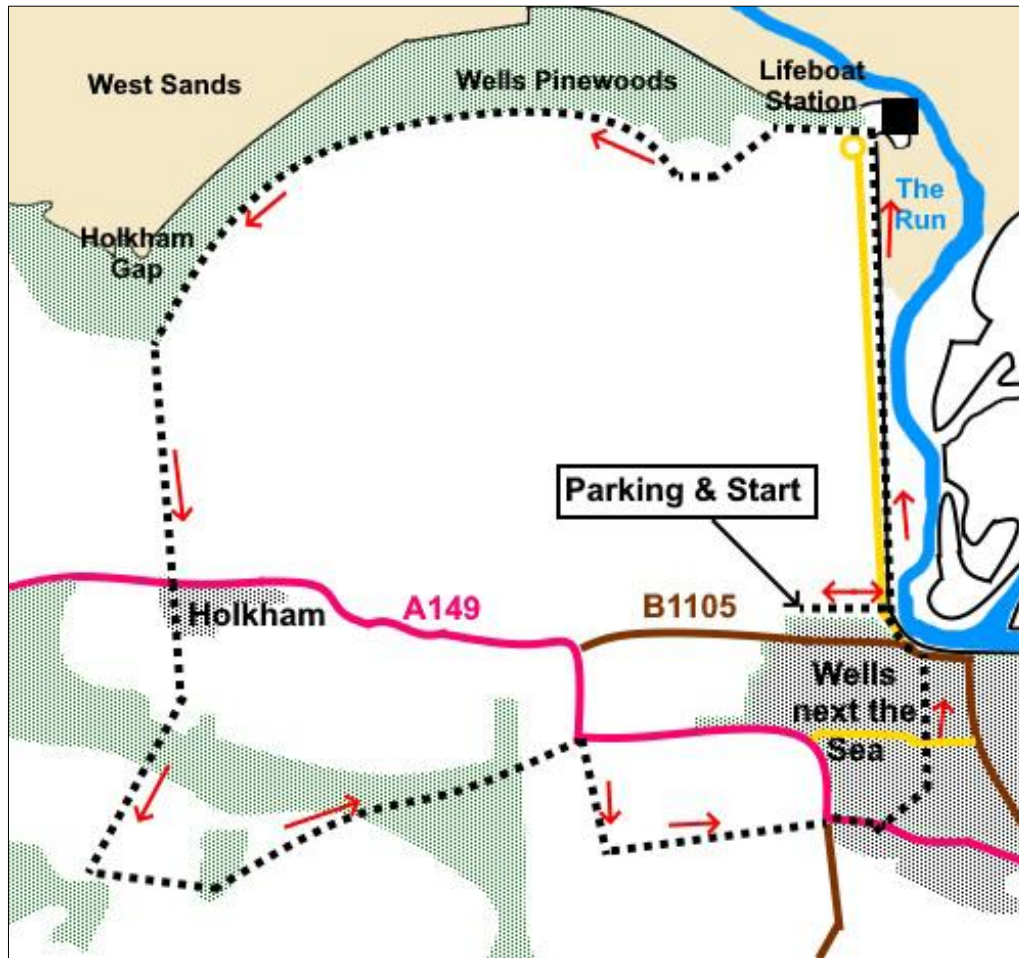 West Sands
Wells Pinewoods
Lifeboat
Station
The
Run
Holkham
Gap
Parking & Start
Holkham
A149
B1105
Wells
next the
Sea